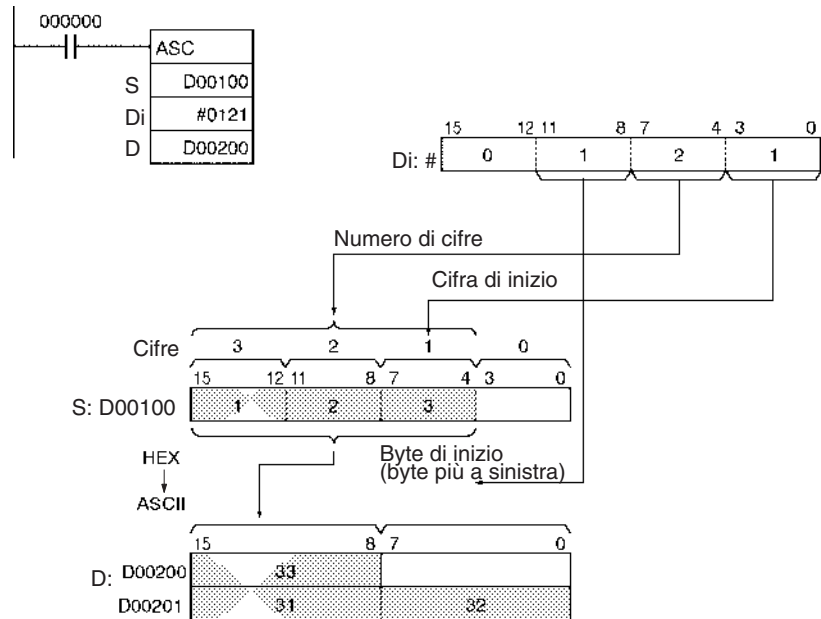 000000
ASC
S D00100
Di #0121
D D00200
15 12 11 8 7 4 3 0
Di: # 0 1 2 1
Numero di cifre
Cifra di inizio
Cifre 3 2 1 0
15 12 11 8 7 4 3 0
S: D00100 1 2 3
HEX
ASCII
Byte di inizio
(byte più a sinistra)
15 8 7 0
D: D00200 33
D00201 31 32